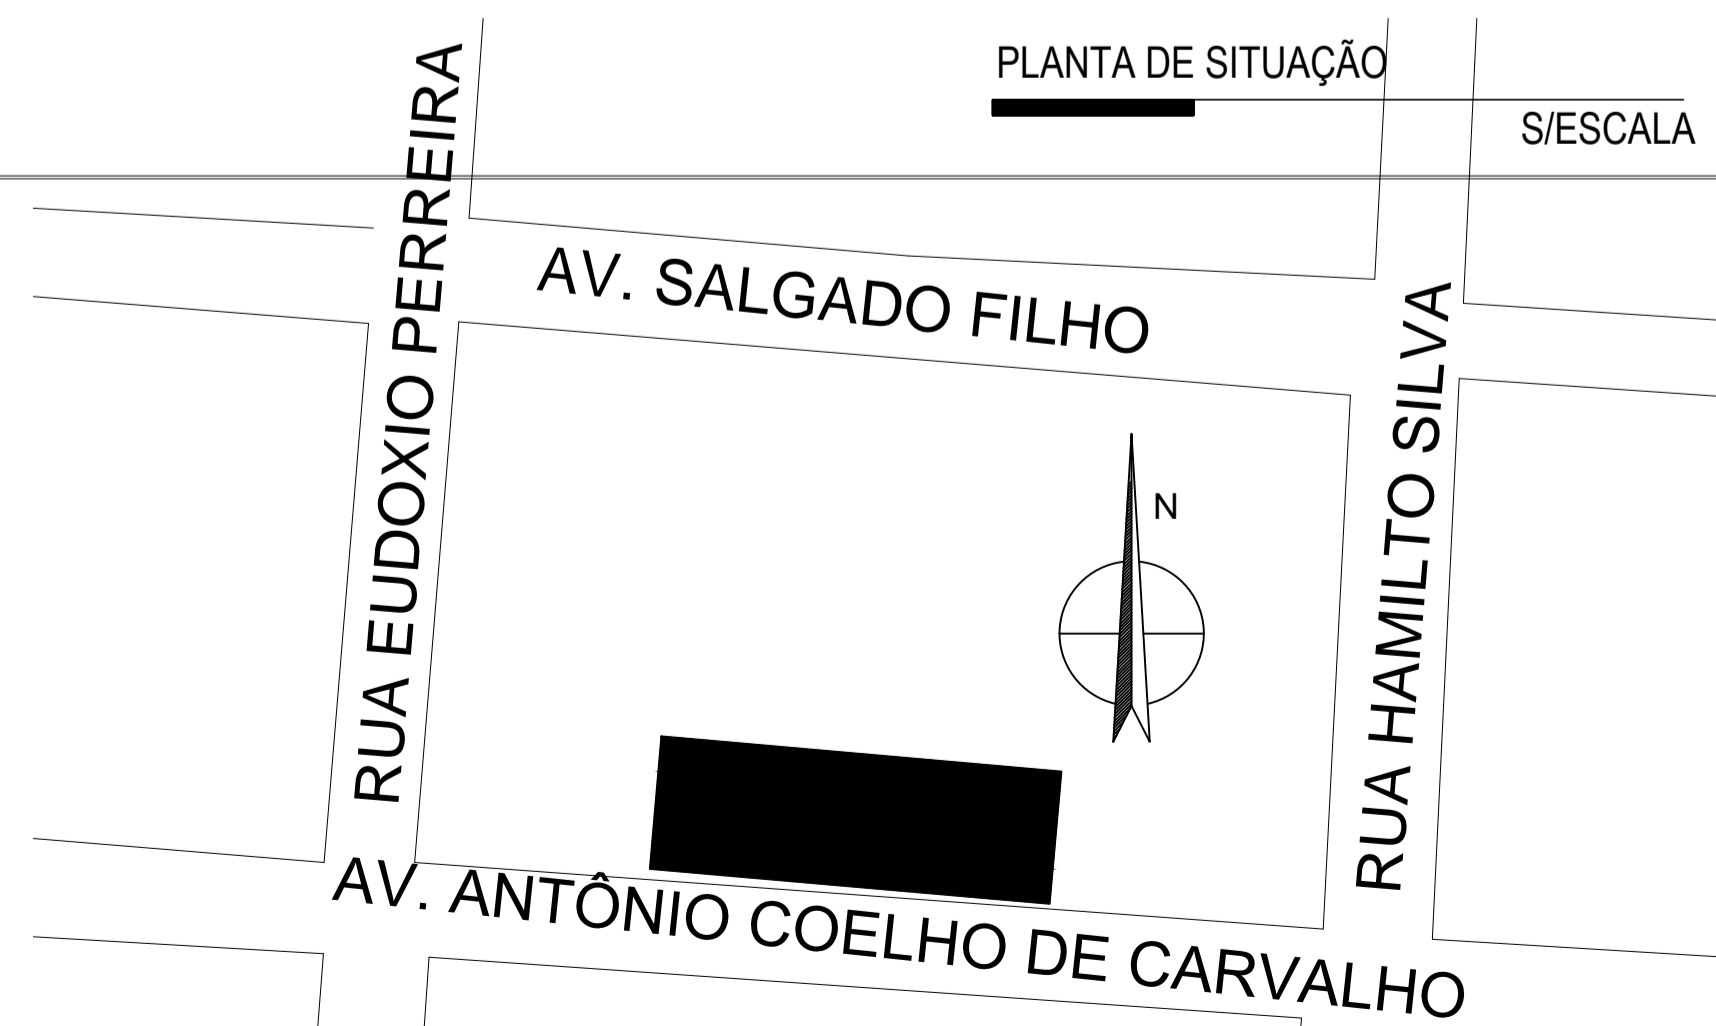 PLANTA DE SITUAÇÃO
S/ESCALA
RUA EUDOXIO PERREIRA
AV. SALGADO FILHO
RUA HAMILTO SILVA
N
AV. ANTÔNIO COELHO DE CARVALHO